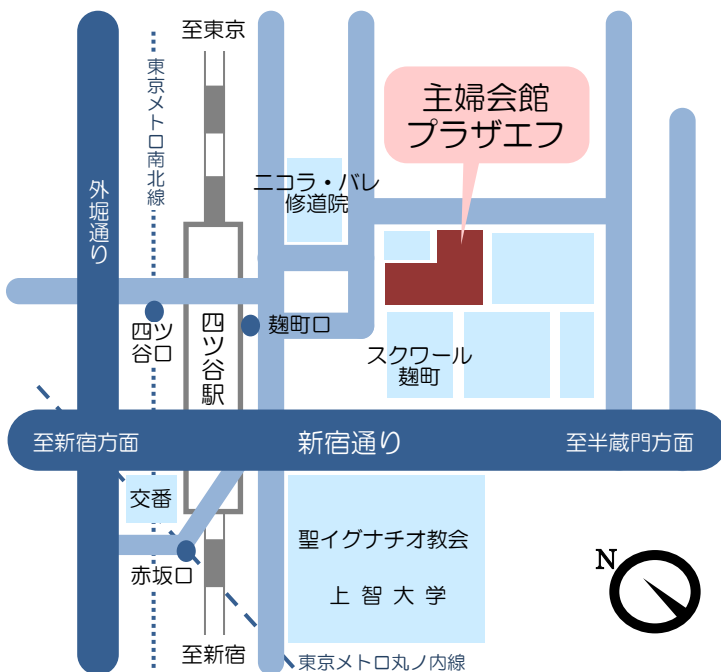 至東京
東京メトロ南北線
主婦会館
プラザエフ
外堀通り
ニコラ・バレ
修道院
四ツ
谷口
四ツ谷駅
麹町口
スクワール
麹町
至新宿方面
新宿通り
至半蔵門方面
交番
聖イグナチオ教会
上智大学
赤坂口
N
至新宿
東京メトロ丸ノ内線